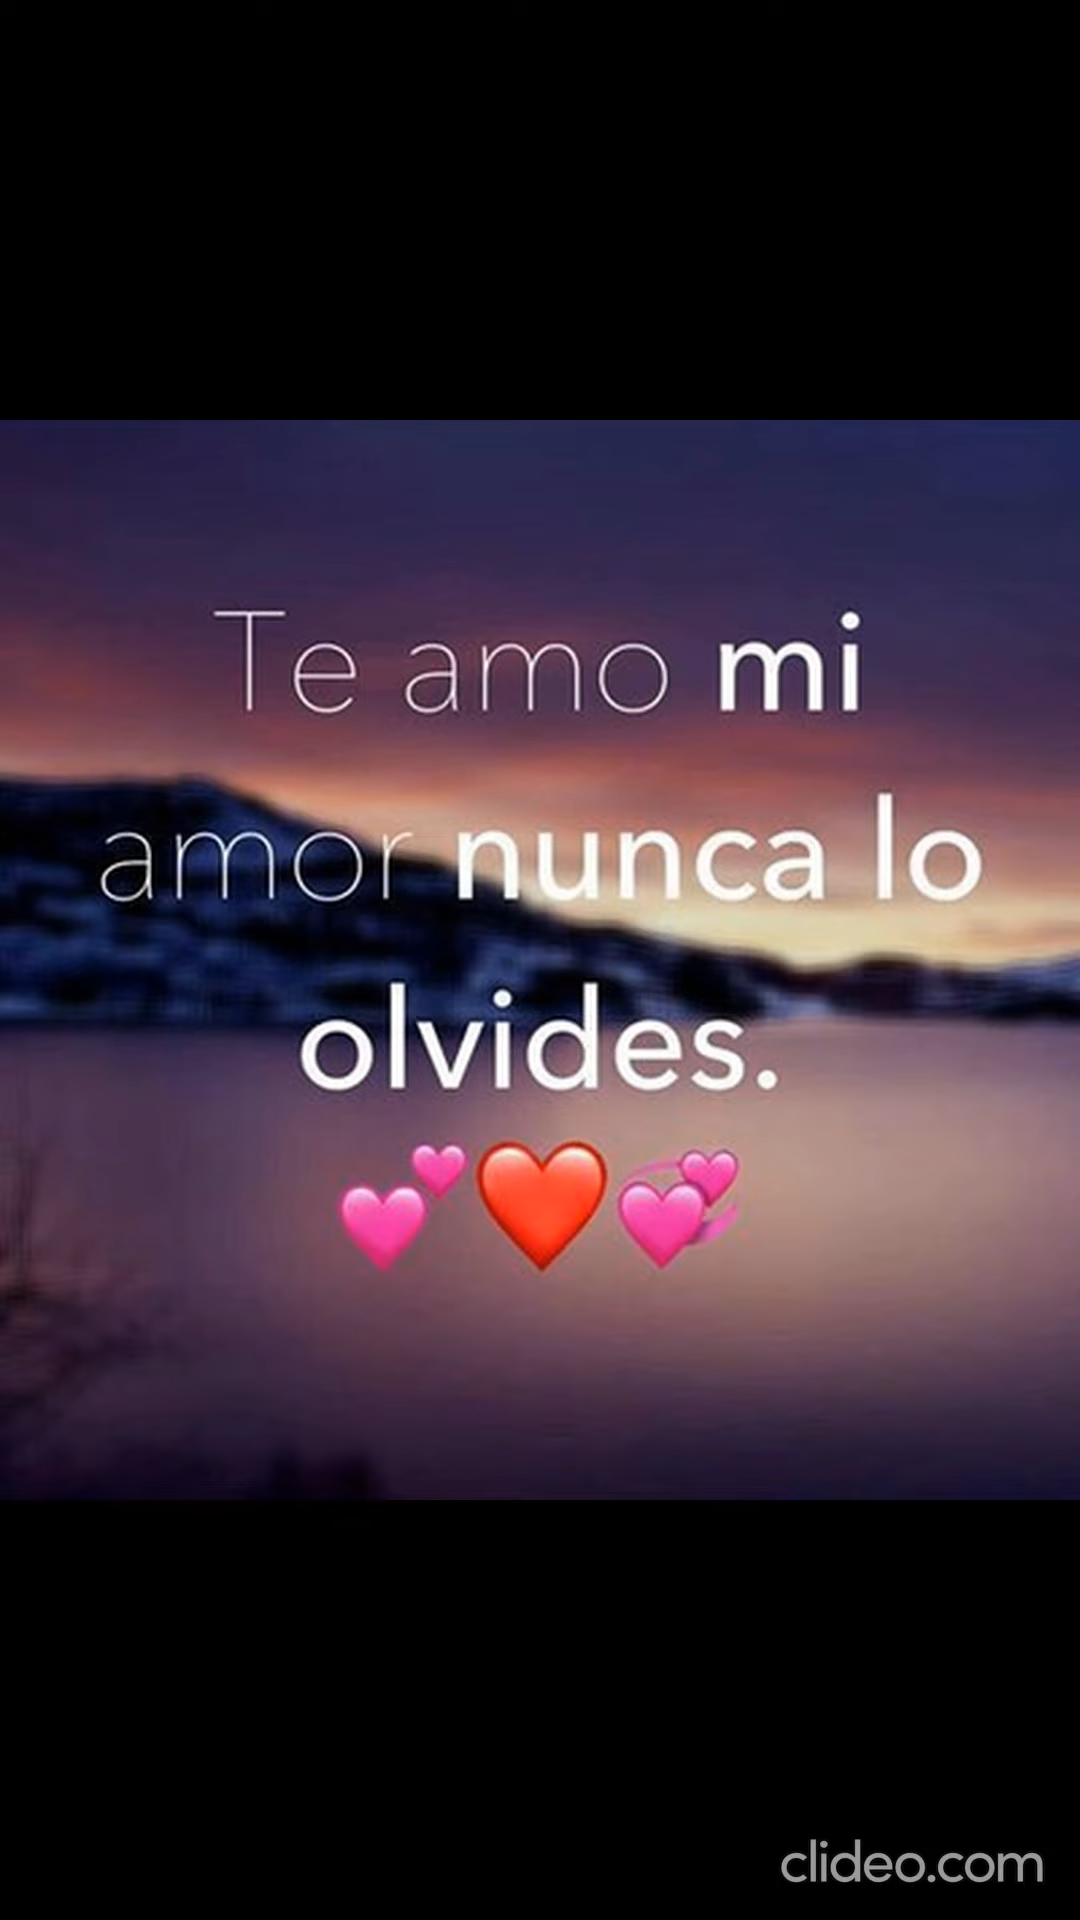 Te amo mi
amor nunca lo
olvides.
💕❤️💞
clideo.com